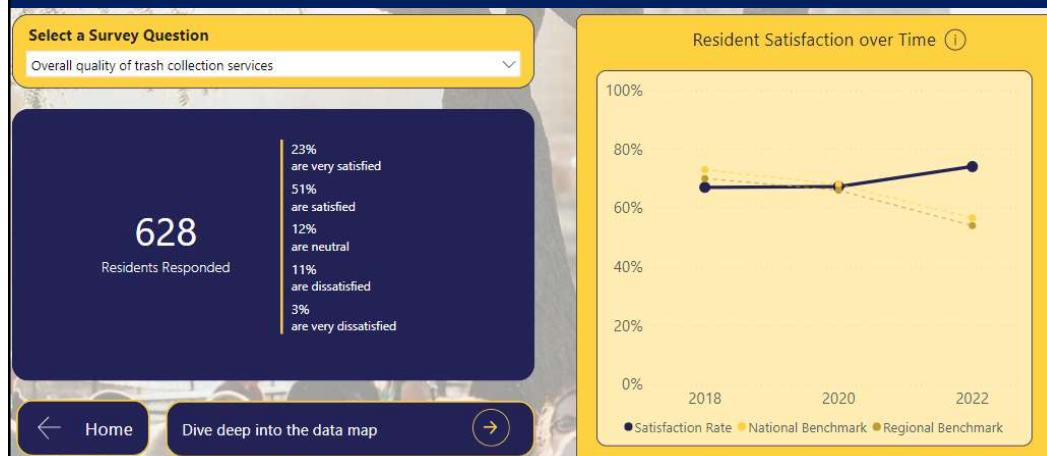 Select a Survey Question
Overall quality of trash collection services
628
Residents Responded
23%
are very satisfied
51%
are satisfied
12%
are neutral
11%
are dissatisfied
3%
are very dissatisfied
Home
Dive deep into the data map
Resident Satisfaction over Time
100%
80%
60%
40%
20%
0%
2018 2020 2022
Satisfaction Rate National Benchmark Regional Benchmark